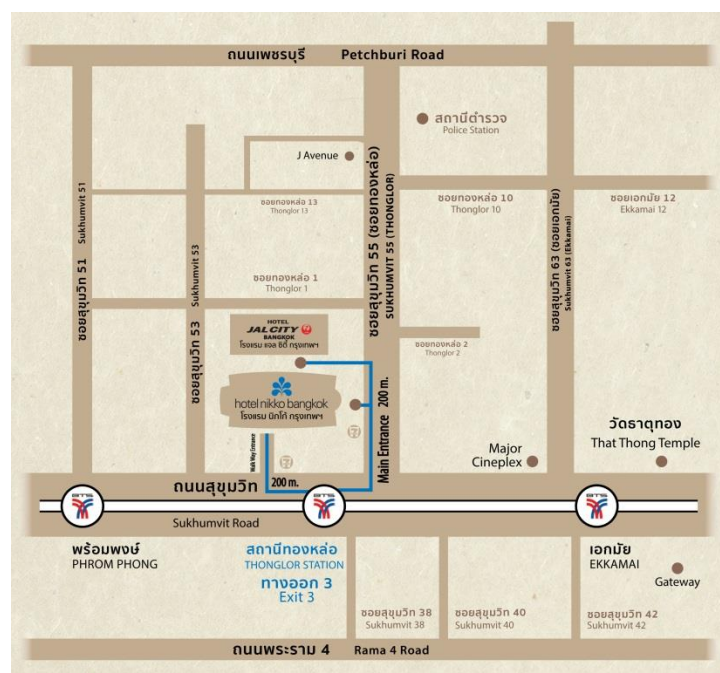 ถนนเพชรบุรี Petchburi Road
สถานีตำรวจ
Police Station
J Avenue
ซอยสุขุมวิท 51 Sukhumvit 51
ซอยสุขุมวิท 53 Sukhumvit 53
ซอยสุขุมวิท 55 (ซอยทองหล่อ)
SUKHUMVIT 55 (THONGLOR)
ซอยสุขุมวิท 63 (ซอยเอกมัย)
Sukhumvit 63 (Ekkamai)
ซอยทองหล่อ 13
Thonglor 13
ซอยทองหล่อ 10
Thonglor 10
ซอยเอกมัย 12
Ekkamai 12
ซอยทองหล่อ 1
Thonglor 1
HOTEL
JAL CITY
BANGKOK
โรงแรม แจล ซิตี้ กรุงเทพฯ
ซอยทองหล่อ 2
Thonglor 2
hotel nikko bangkok
โรงแรม นิกโก้ กรุงเทพฯ
Main Entrance 200 m.
7
Walk Way Entrance
7
200 m.
Major
Cineplex
วัดธาตุทอง
That Thong Temple
ถนนสุขุมวิท
BTS
BTS
BTS
Sukhumvit Road
พร้อมพงษ์
PHROM PHONG
สถานีทองหล่อ
THONGLOR STATION
ทางออก 3
Exit 3
เอกมัย
EKKAMAI
Gateway
ซอยสุขุมวิท 38
Sukhumvit 38
ซอยสุขุมวิท 40
Sukhumvit 40
ซอยสุขุมวิท 42
Sukhumvit 42
ถนนพระราม 4 Rama 4 Road